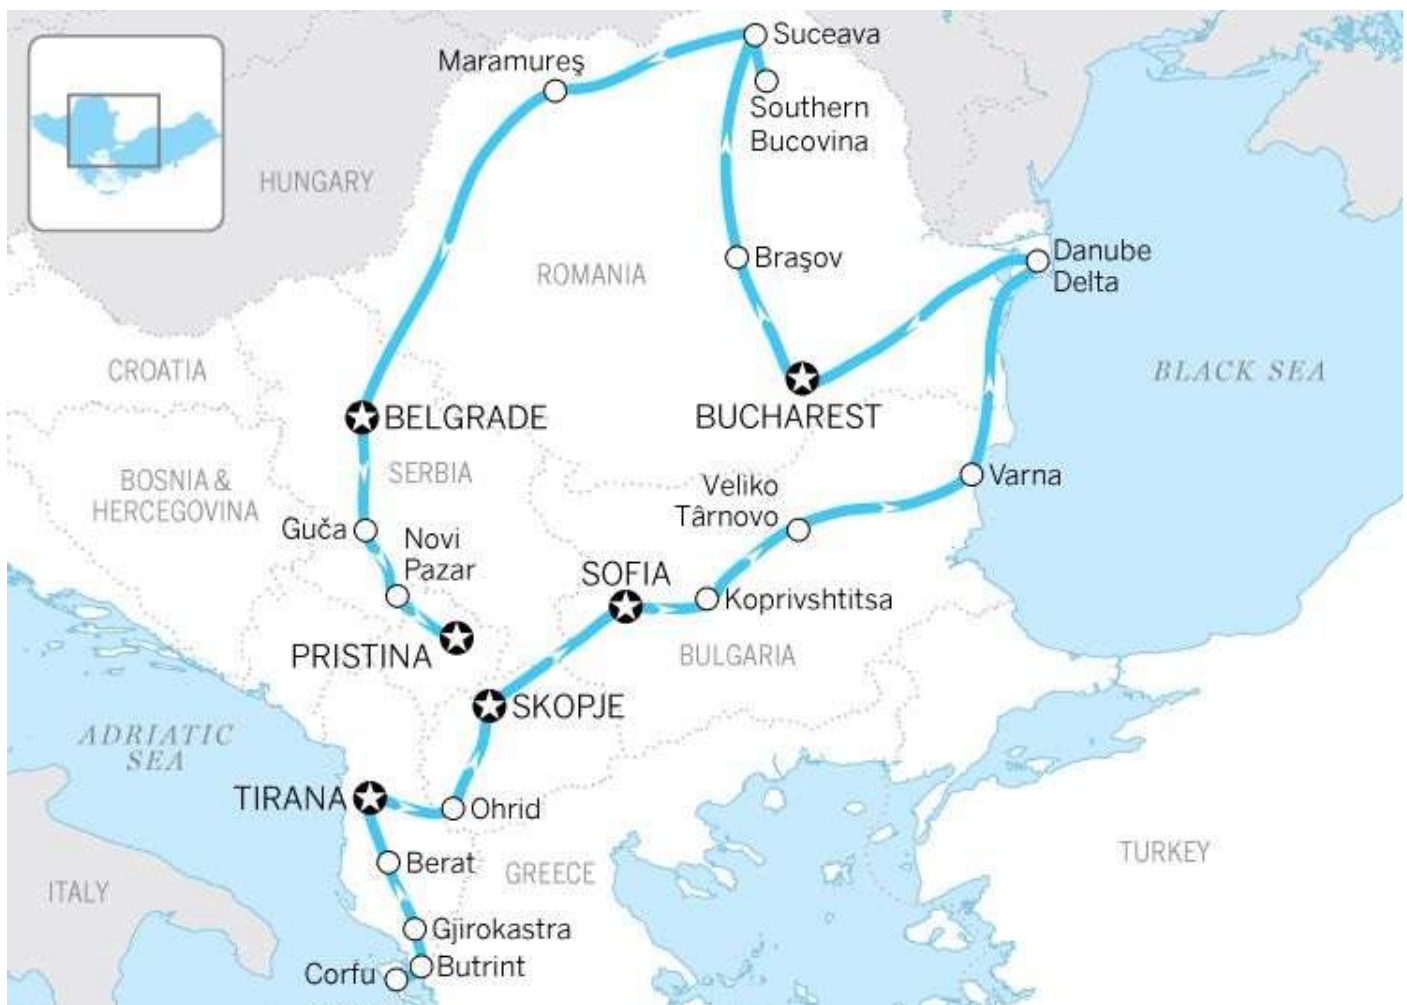 Suceava
Maramureş
Southern
Bucovina
HUNGARY
Braşov
Danube
Delta
ROMANIA
CROATIA
BLACK SEA
BELGRADE
BUCHAREST
SERBIA
BOSNIA &
HERCEGOVINA
Veliko
Târnovo
Varna
Guča
Novi
Pazar
SOFIA
Koprivshtitsa
PRISTINA
BULGARIA
SKOPJE
ADRIATIC
SEA
TIRANA
Ohrid
Berat
GREECE
TURKEY
ITALY
Gjirokastra
Butrint
Corfu